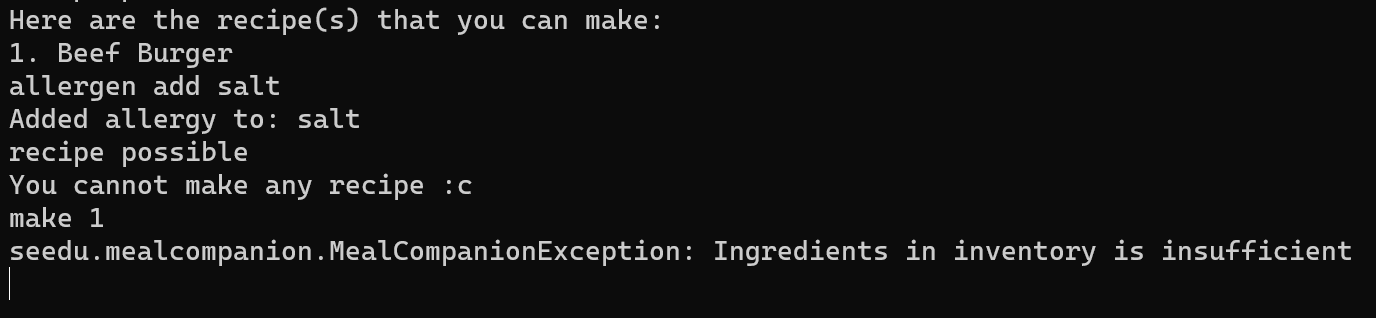 Here are the recipe(s) that you can make:
1. Beef Burger
allergen add salt
Added allergy to: salt
recipe possible
You cannot make any recipe :c
make 1
seedu.mealcompanion.MealCompanionException: Ingredients in inventory is insufficient